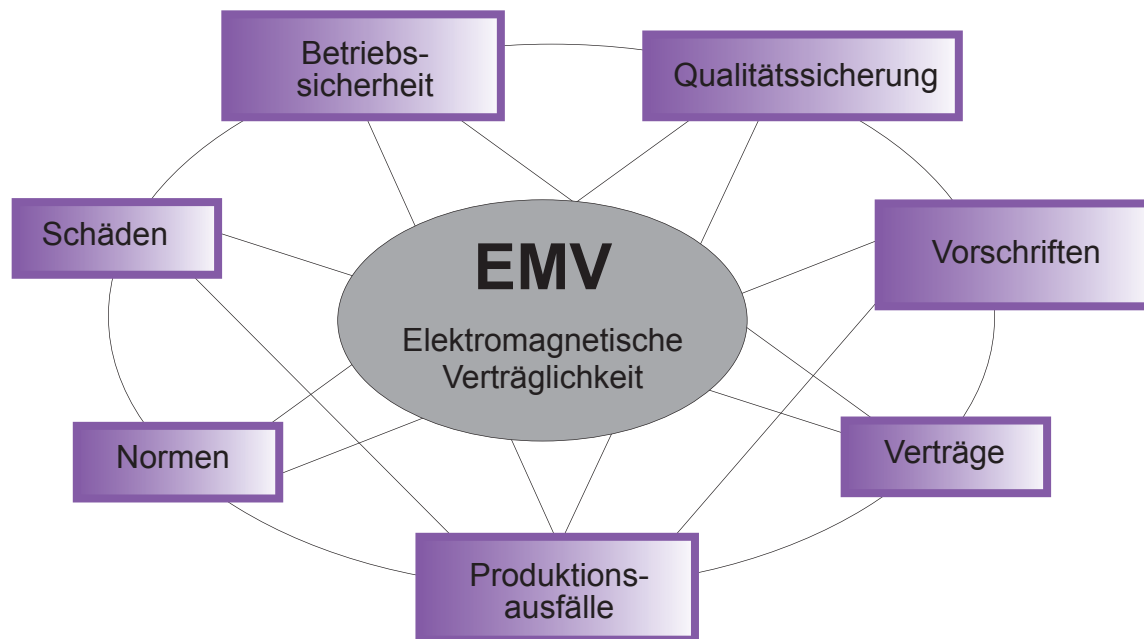 Betriebs-
sicherheit
Qualitätssicherung
Schäden
EMV
Elektromagnetische
Verträglichkeit
Vorschriften
Normen
Verträge
Produktions-
ausfälle